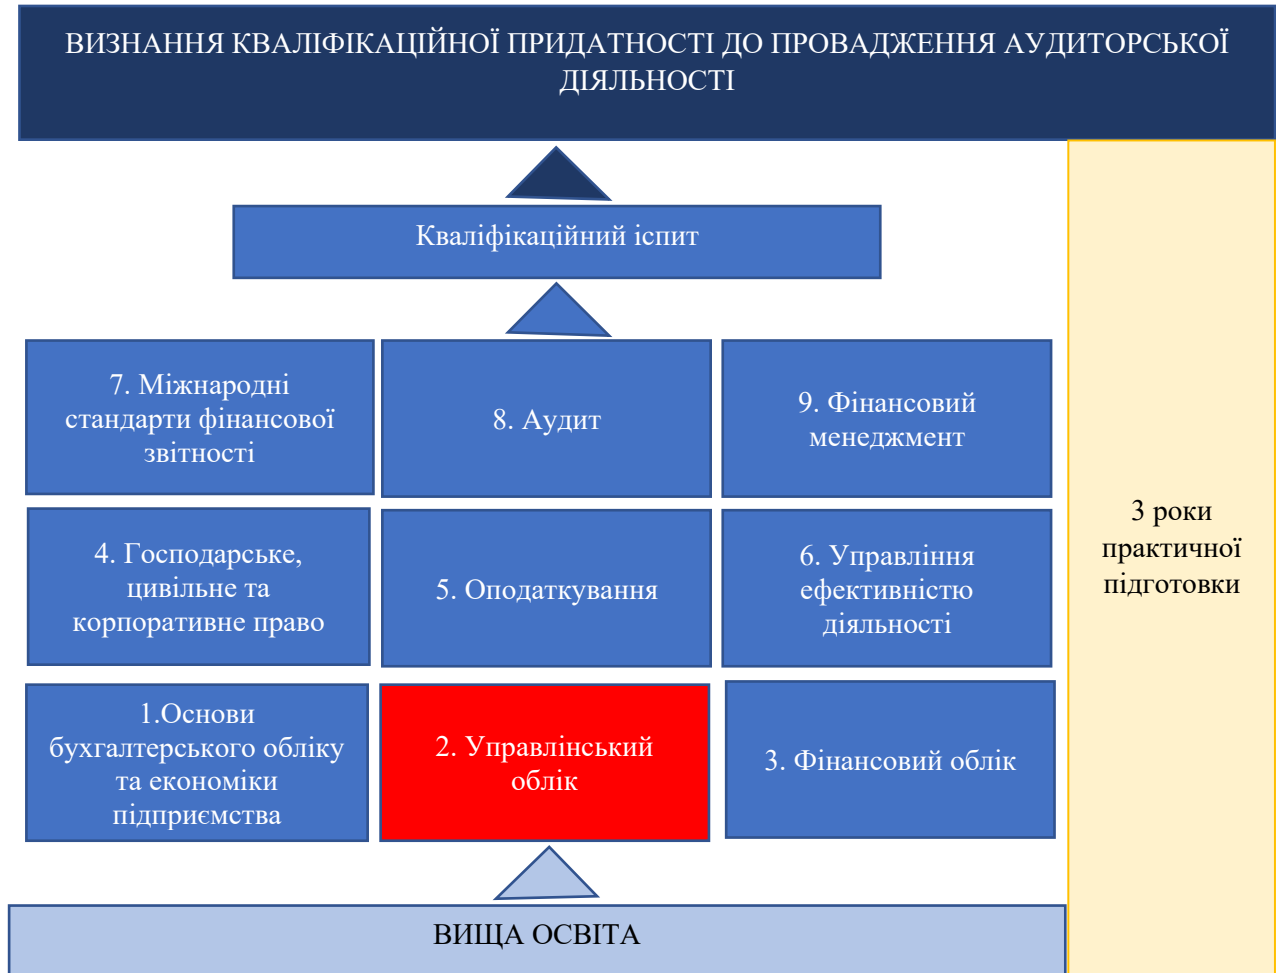 ВИЗНАННЯ КВАЛІФІКАЦІЙНОЇ ПРИДАТНОСТІ ДО ПРОВАДЖЕННЯ АУДИТОРСЬКОЇ
ДІЯЛЬНОСТІ
Кваліфікаційний іспит
7. Міжнародні
стандарти фінансової
звітності
8. Аудит
9. Фінансовий
менеджмент
4. Господарське,
цивільне та
корпоративне право
5. Оподаткування
6. Управління
ефективністю
діяльності
1.Основи
бухгалтерського обліку
та економіки
підприємства
2. Управлінський
облік
3. Фінансовий облік
3 роки
практичної
підготовки
ВИЩА ОСВІТА